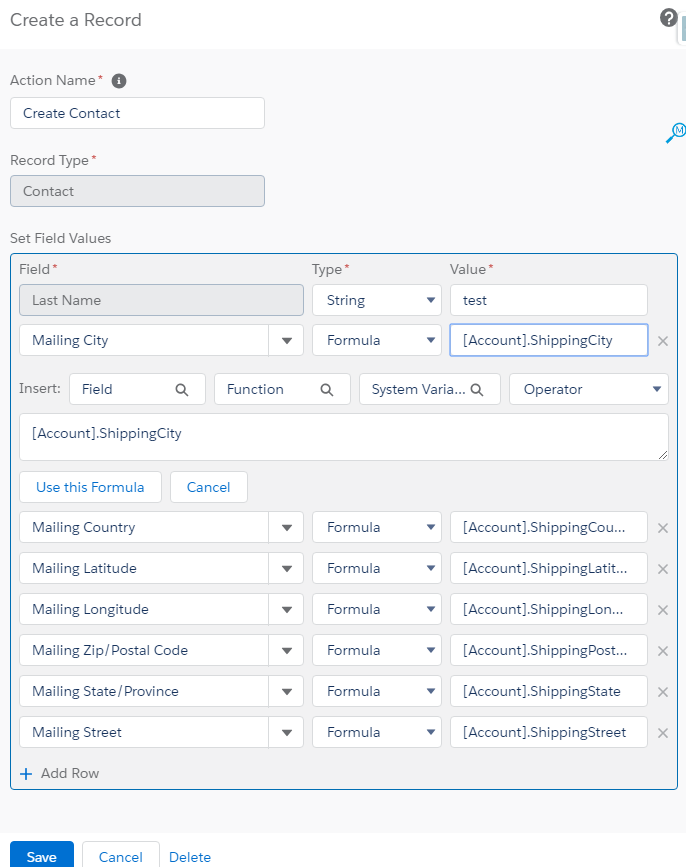 Create a Record
?
Action Name* i
Create Contact
M
Record Type*
Contact
Set Field Values
Field* Type* Value*
Last Name String test
Mailing City Formula [Account].ShippingCity
Insert: Field Function System Varia... Operator
[Account].ShippingCity
Use this Formula Cancel
Mailing Country Formula [Account].ShippingCou...
Mailing Latitude Formula [Account].ShippingLatit...
Mailing Longitude Formula [Account].ShippingLon...
Mailing Zip/Postal Code Formula [Account].ShippingPost...
Mailing State/Province Formula [Account].ShippingState
Mailing Street Formula [Account].ShippingStreet
+ Add Row
Save Cancel Delete